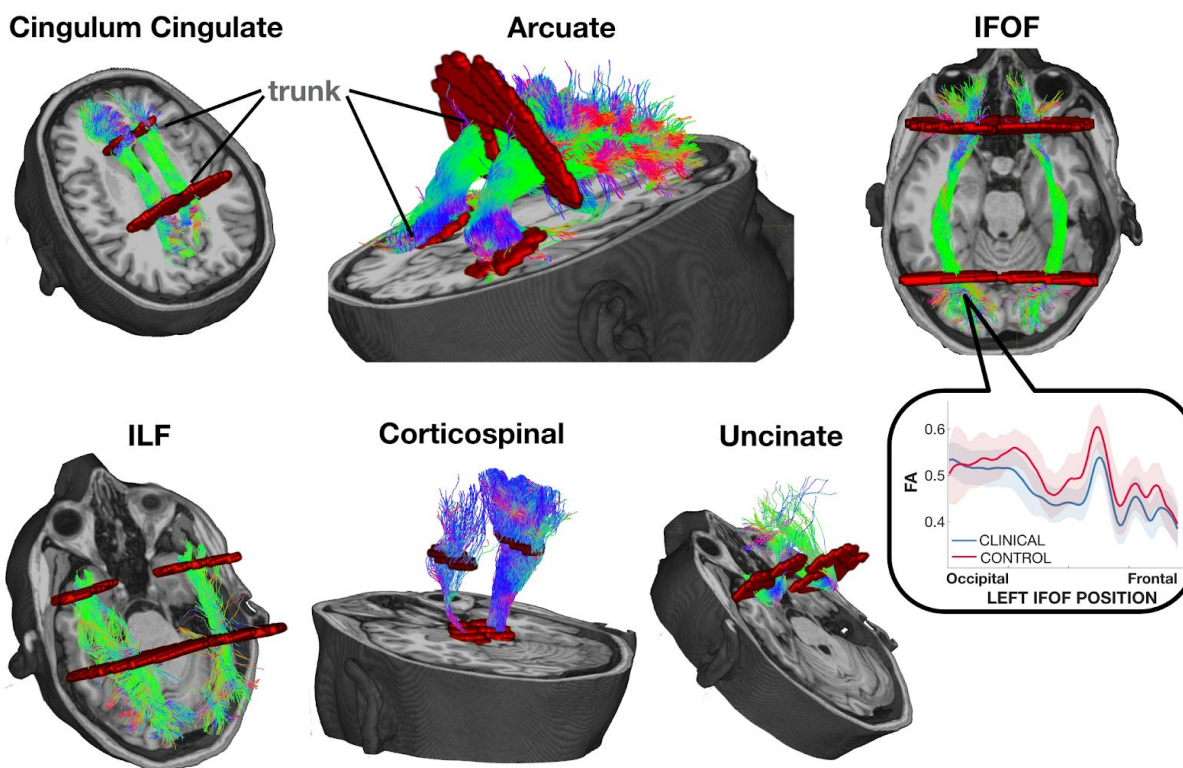 Cingulum Cingulate
Arcuate
IFOF
trunk
ILF
Corticospinal
Uncinate
0.6
0.5
0.4
FA
CLINICAL
CONTROL
Occipital
Frontal
LEFT IFOF POSITION